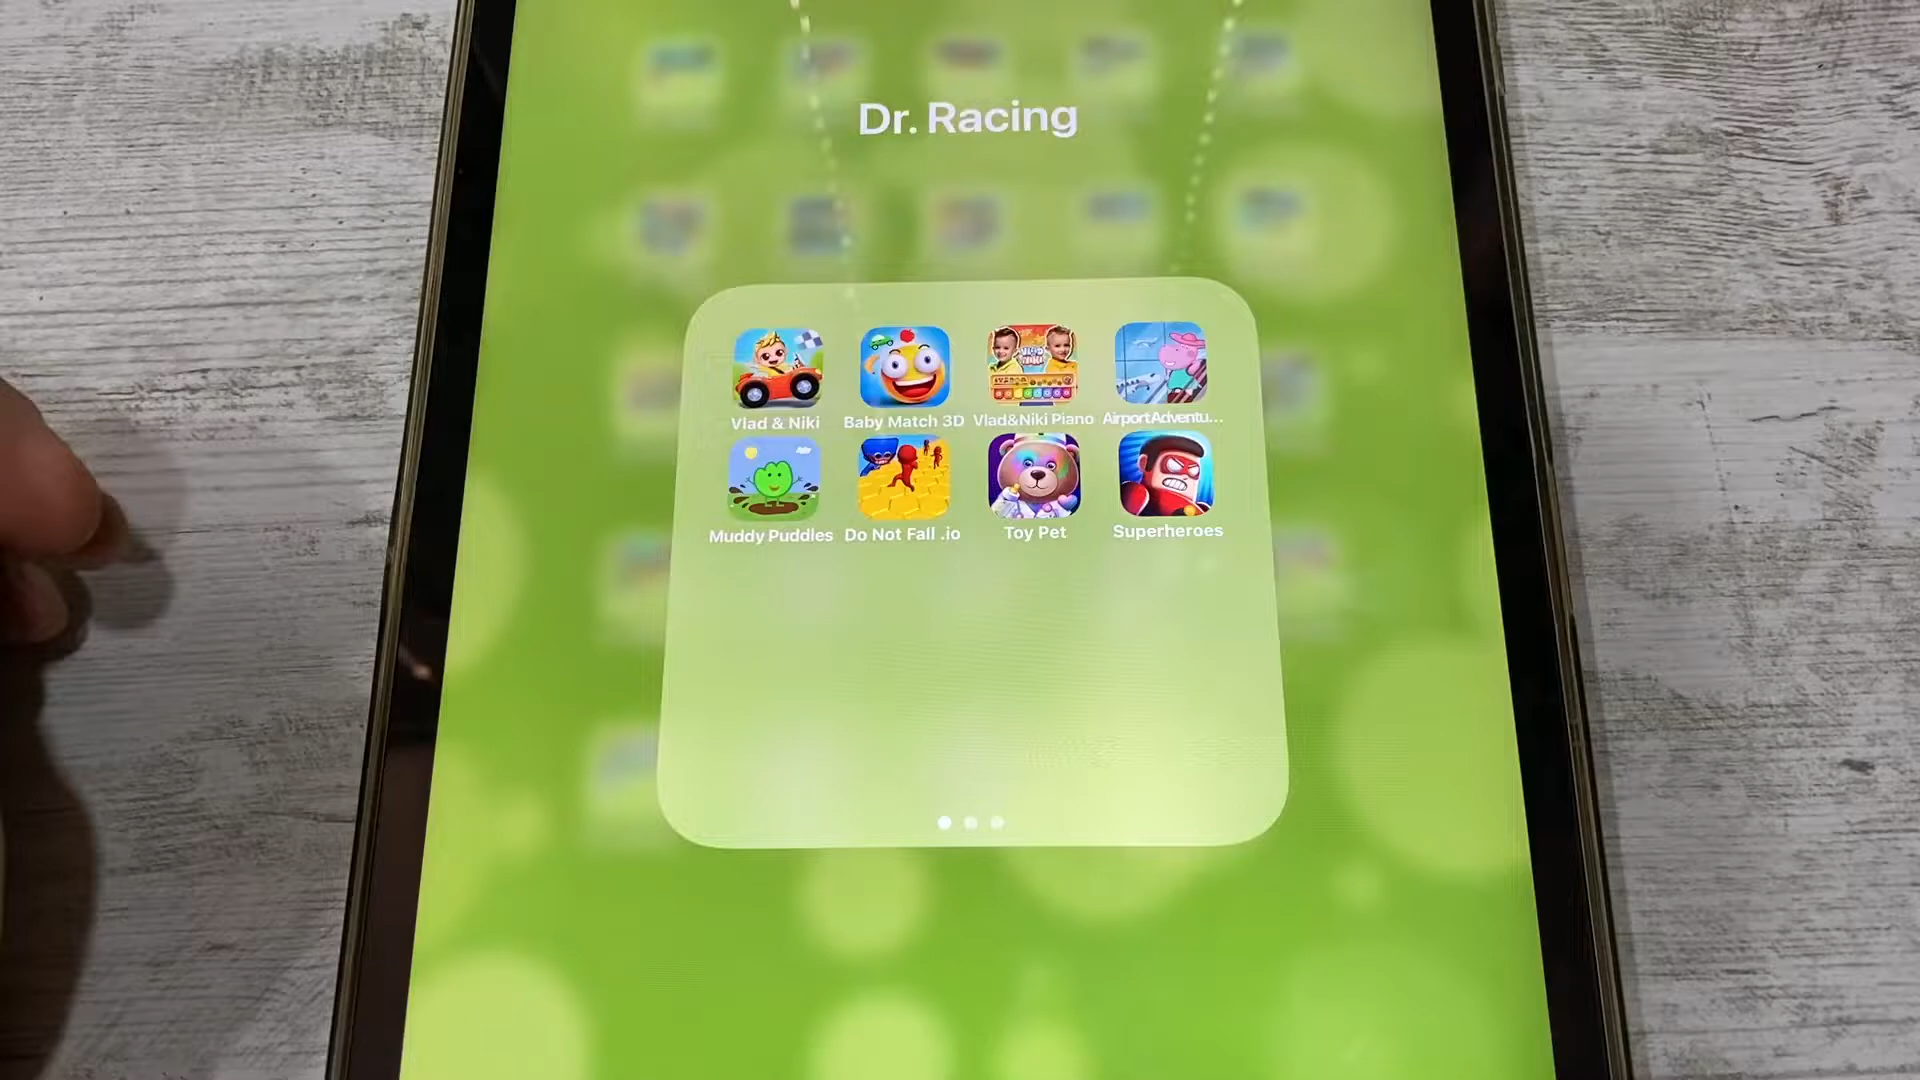 Dr. Racing
Vlad & Niki
Baby Match 3D
Vlad&Niki Piano
AirportAdventu...
Muddy Puddles
Do Not Fall .io
Toy Pet
Superheroes